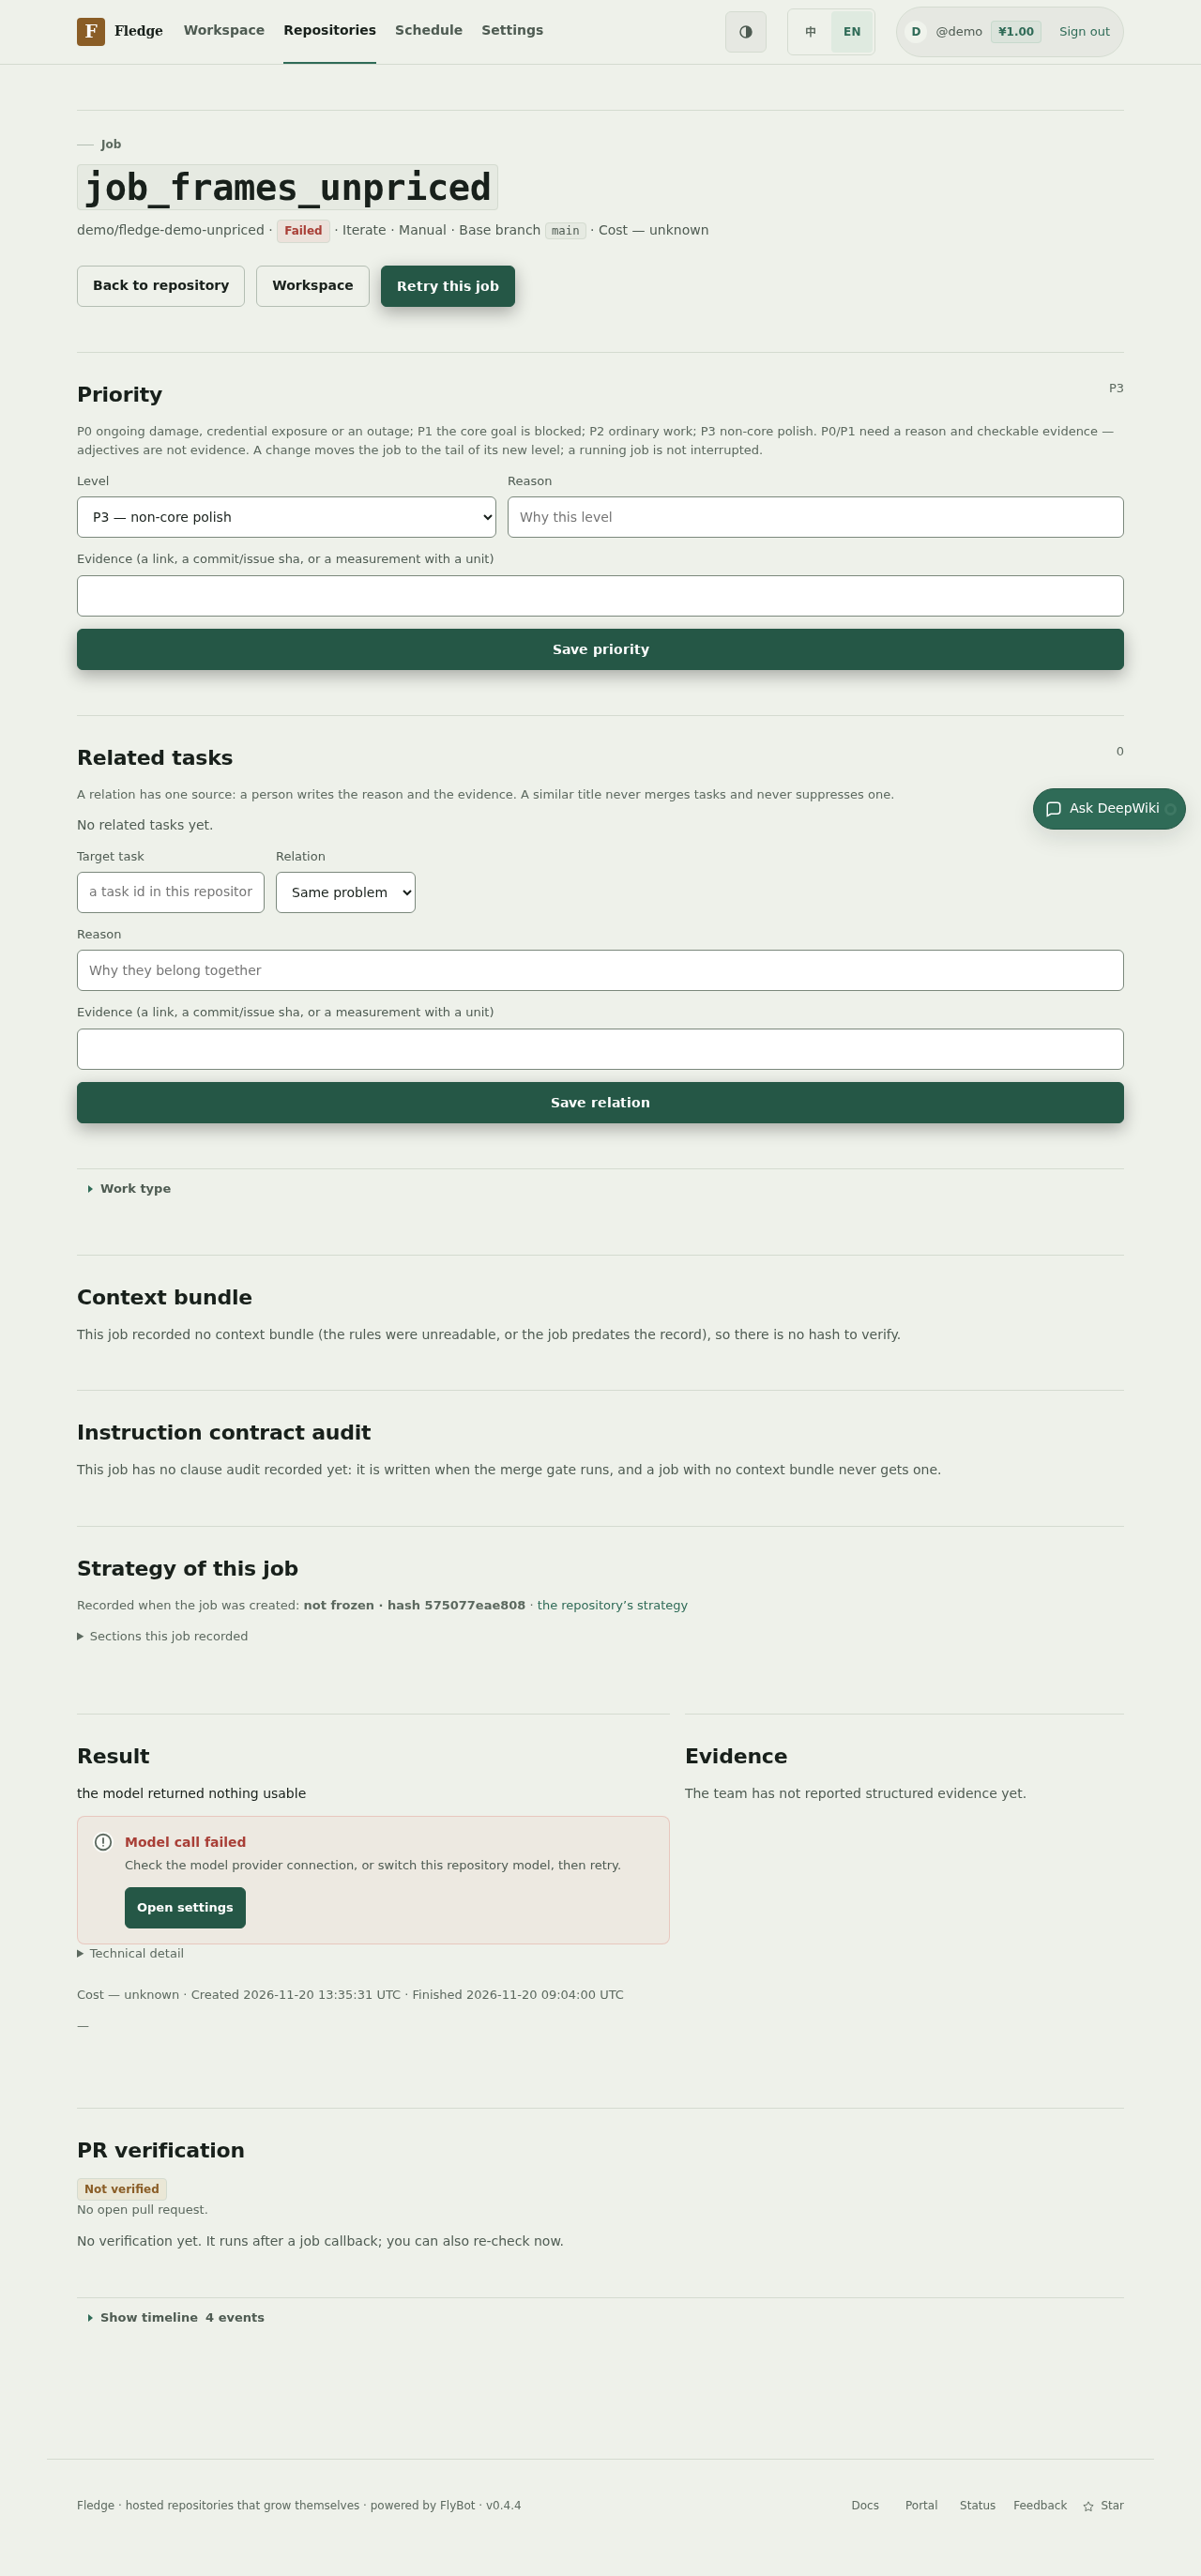 F Fledge Workspace Repositories Schedule Settings 中 EN D @demo ¥1.00 Sign out
Job
job_frames_unpriced
demo/fledge-demo-unpriced · Failed · Iterate · Manual · Base branch main · Cost — unknown
Back to repository Workspace Retry this job
Priority P3
P0 ongoing damage, credential exposure or an outage; P1 the core goal is blocked; P2 ordinary work; P3 non-core polish. P0/P1 need a reason and checkable evidence —
adjectives are not evidence. A change moves the job to the tail of its new level; a running job is not interrupted.
Level Reason
P3 — non-core polish Why this level
Evidence (a link, a commit/issue sha, or a measurement with a unit)
Save priority
Related tasks 0
A relation has one source: a person writes the reason and the evidence. A similar title never merges tasks and never suppresses one.
Ask DeepWiki
No related tasks yet.
Target task Relation
a task id in this repositor Same problem
Reason
Why they belong together
Evidence (a link, a commit/issue sha, or a measurement with a unit)
Save relation
Work type
Context bundle
This job recorded no context bundle (the rules were unreadable, or the job predates the record), so there is no hash to verify.
Instruction contract audit
This job has no clause audit recorded yet: it is written when the merge gate runs, and a job with no context bundle never gets one.
Strategy of this job
Recorded when the job was created: not frozen · hash 575077eae808 · the repository’s strategy
Sections this job recorded
Result
the model returned nothing usable
Model call failed
Check the model provider connection, or switch this repository model, then retry.
Open settings
Technical detail
Cost — unknown · Created 2026-11-20 13:35:31 UTC · Finished 2026-11-20 09:04:00 UTC
—
Evidence
The team has not reported structured evidence yet.
PR verification
Not verified
No open pull request.
No verification yet. It runs after a job callback; you can also re-check now.
Show timeline 4 events
Fledge · hosted repositories that grow themselves · powered by FlyBot · v0.4.4 Docs Portal Status Feedback Star